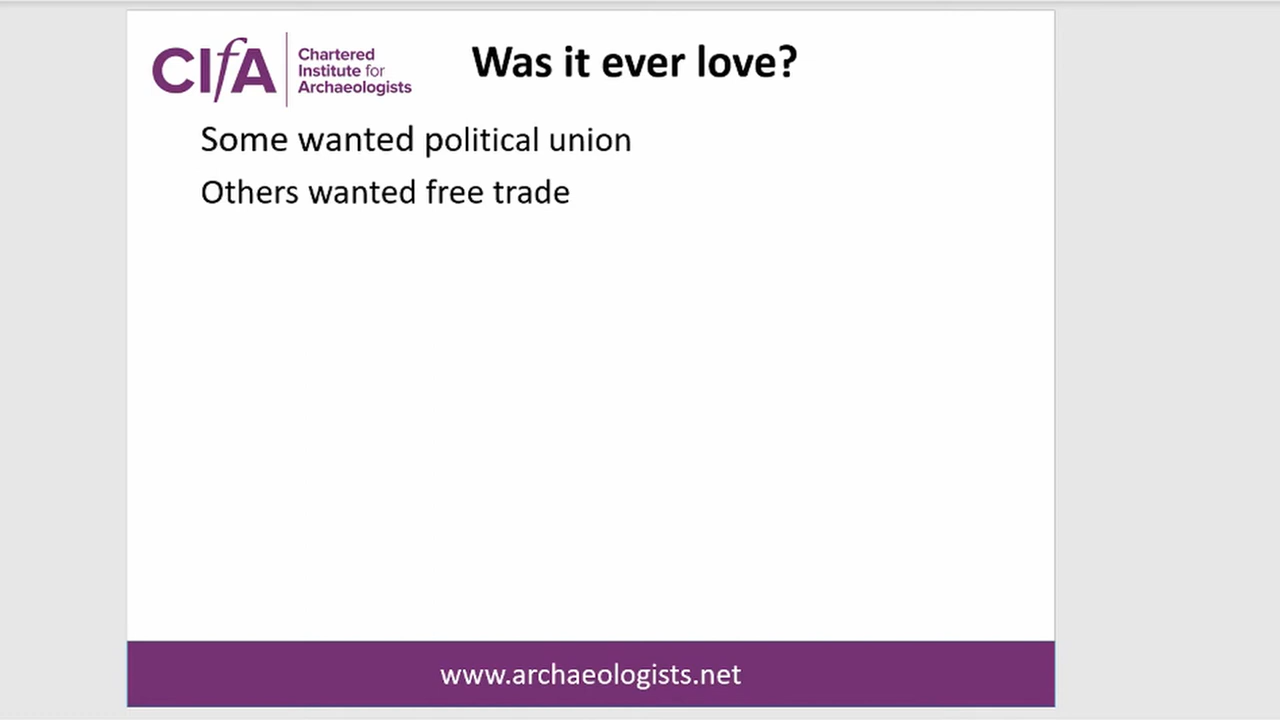 CIfA
Chartered
Institute for
Archaeologists
Was it ever love?
Some wanted political union
Others wanted free trade
www.archaeologists.net